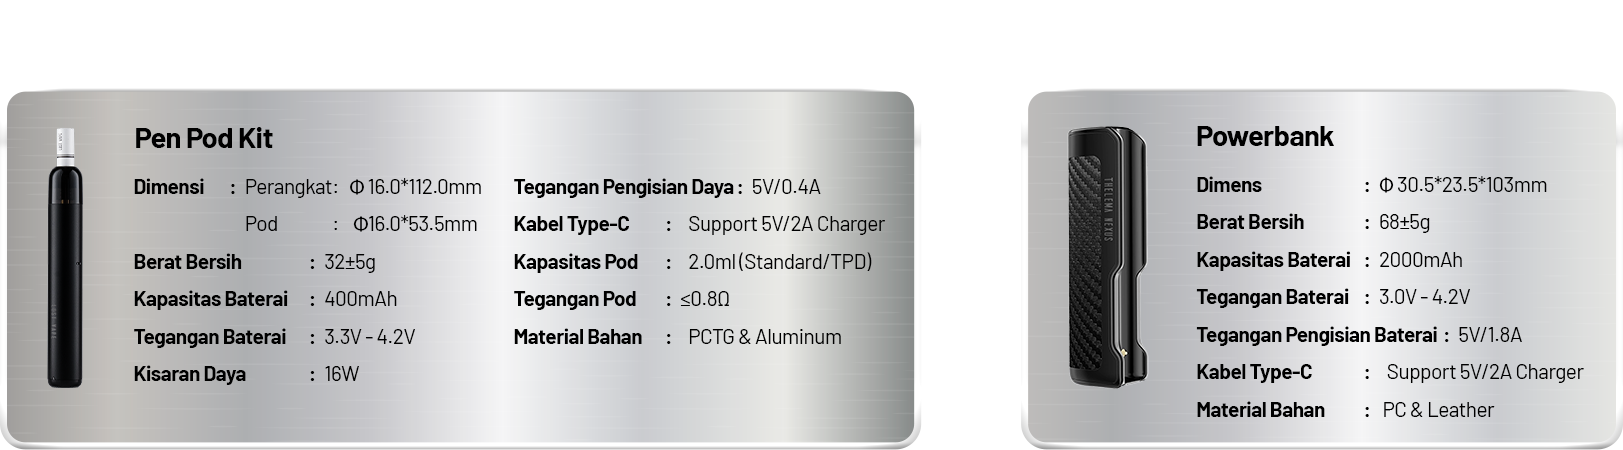 Pen Pod Kit
Dimensi : Perangkat: Φ 16.0*112.0mm
Pod : Φ16.0*53.5mm
Berat Bersih : 32±5g
Kapasitas Baterai : 400mAh
Tegangan Baterai : 3.3V - 4.2V
Kisaran Daya : 16W
Tegangan Pengisian Daya : 5V/0.4A
Kabel Type-C : Support 5V/2A Charger
Kapasitas Pod : 2.0ml (Standard/TPD)
Tegangan Pod : ≤0.8Ω
Material Bahan : PCTG & Aluminum
THELEMA NEXUS
Powerbank
Dimens : Φ 30.5*23.5*103mm
Berat Bersih : 68±5g
Kapasitas Baterai : 2000mAh
Tegangan Baterai : 3.0V - 4.2V
Tegangan Pengisian Baterai : 5V/1.8A
Kabel Type-C : Support 5V/2A Charger
Material Bahan : PC & Leather